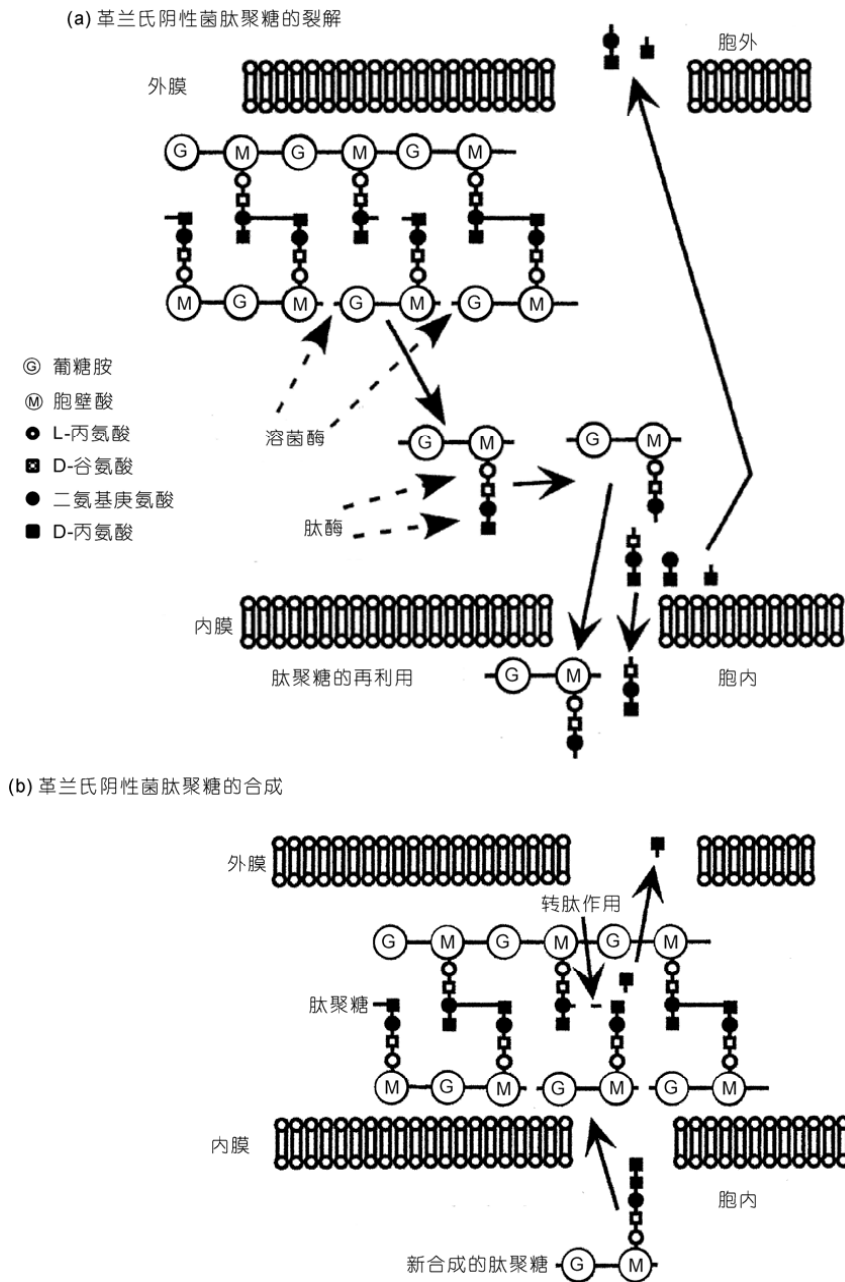 (a) 革兰氏阴性菌肽聚糖的裂解
胞外
外膜
G M G M G M
M G M G M G M
Ⓖ 葡糖胺
Ⓜ 胞壁酸
L-丙氨酸
D-谷氨酸
二氨基庚氨酸
D-丙氨酸
溶菌酶
G M G M
肽酶
内膜
肽聚糖的再利用
胞内
G M
(b) 革兰氏阴性菌肽聚糖的合成
外膜
转肽作用
G M G M G M
肽聚糖
M G M G M G M
内膜
胞内
新合成的肽聚糖
G M